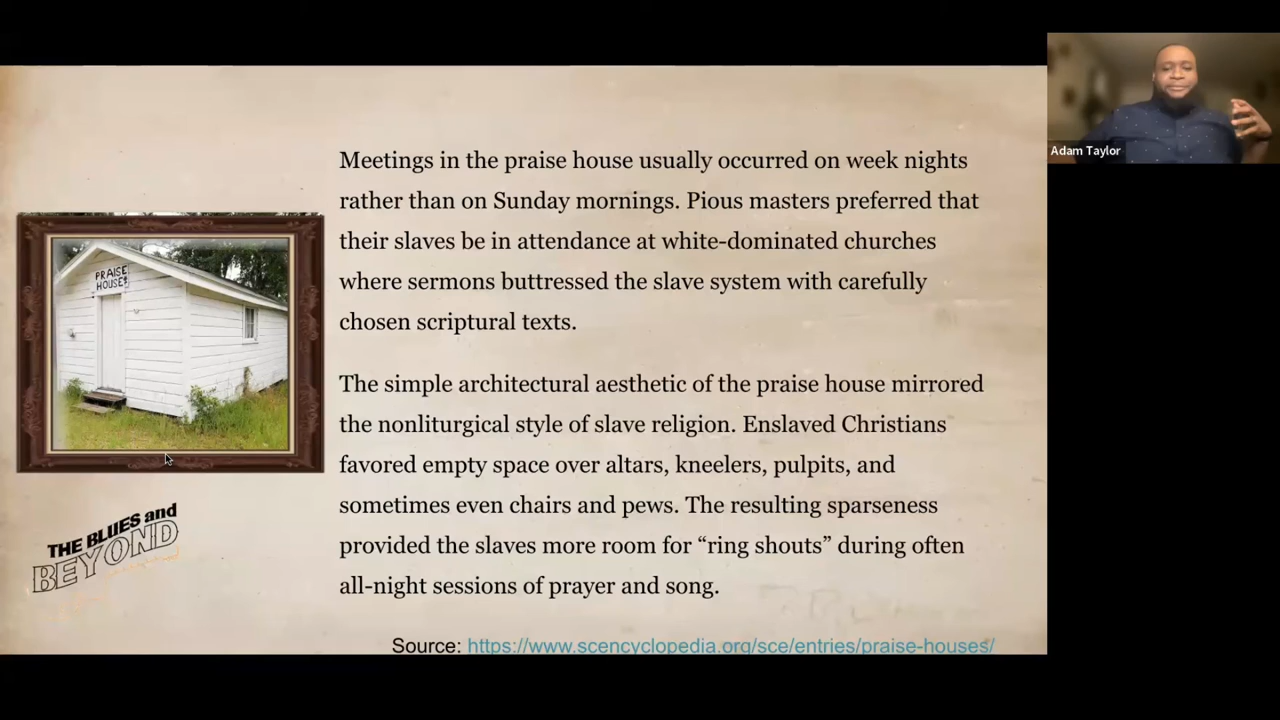 Adam Taylor
Meetings in the praise house usually occurred on week nights
rather than on Sunday mornings. Pious masters preferred that
their slaves be in attendance at white-dominated churches
where sermons buttressed the slave system with carefully
chosen scriptural texts.
The simple architectural aesthetic of the praise house mirrored
the nonliturgical style of slave religion. Enslaved Christians
favored empty space over altars, kneelers, pulpits, and
sometimes even chairs and pews. The resulting sparseness
provided the slaves more room for “ring shouts” during often
all-night sessions of prayer and song.
PRAISE
HOUSE
THE BLUES and
BEYOND
Source: https://www.scencyclopedia.org/sce/entries/praise-houses/